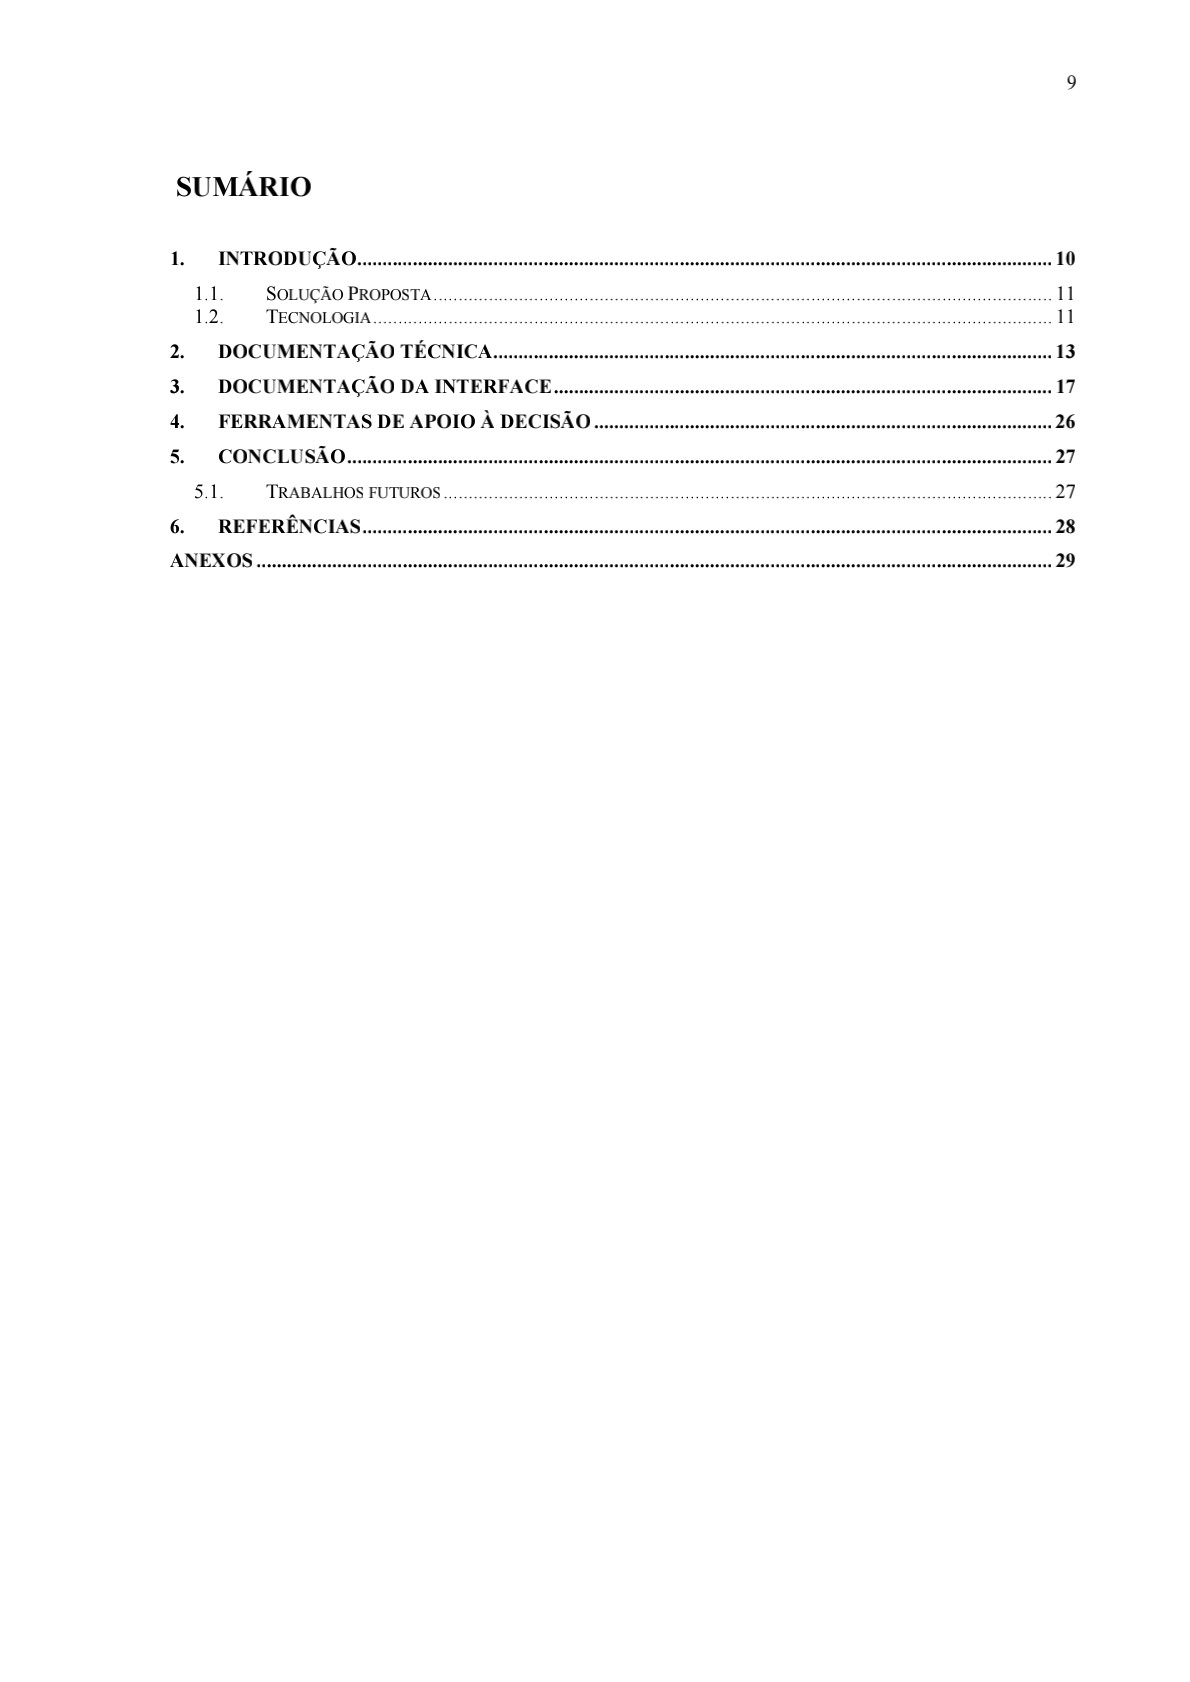 9
SUMÁRIO
1. INTRODUÇÃO........................................................................................................ 10
1.1. SOLUÇÃO PROPOSTA........................................................................................................ 11
1.2. TECNOLOGIA........................................................................................................ 11
2. DOCUMENTAÇÃO TÉCNICA........................................................................................................ 13
3. DOCUMENTAÇÃO DA INTERFACE........................................................................................................ 17
4. FERRAMENTAS DE APOIO À DECISÃO........................................................................................................ 26
5. CONCLUSÃO........................................................................................................ 27
5.1. TRABALHOS FUTUROS........................................................................................................ 27
6. REFERÊNCIAS........................................................................................................ 28
ANEXOS........................................................................................................ 29